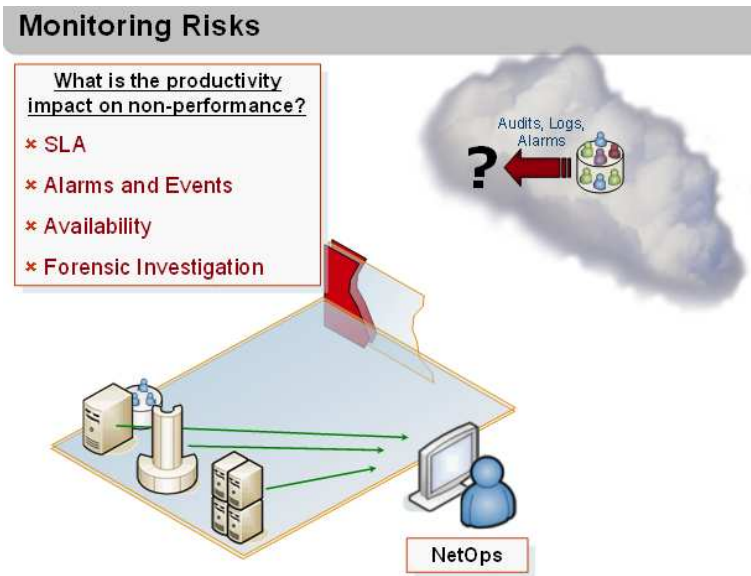 Monitoring Risks
What is the productivity
impact on non-performance?
× SLA
× Alarms and Events
× Availability
× Forensic Investigation
Audits, Logs,
Alarms
?
NetOps